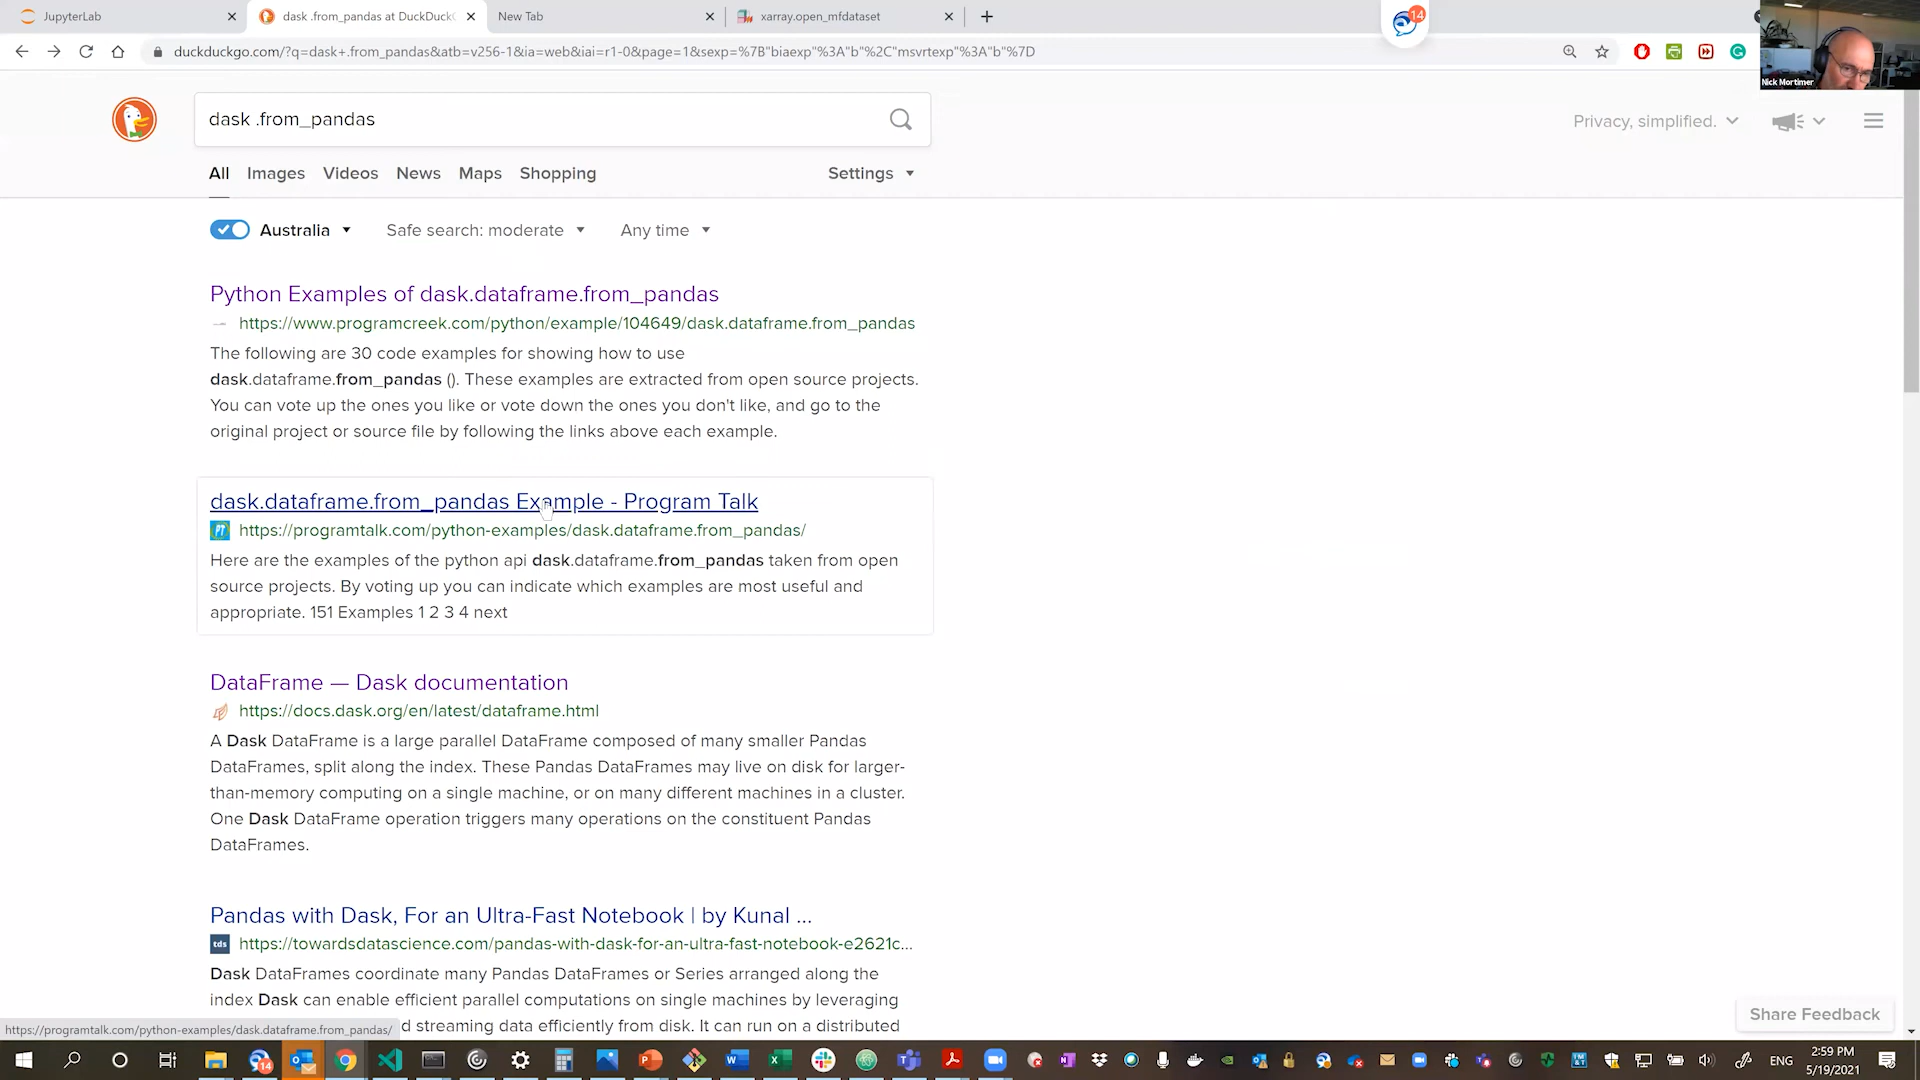 JupyterLab
dask .from_pandas at DuckDuckG
New Tab
xarray.open_mfdataset
14
duckduckgo.com/?q=dask+.from_pandas&atb=v256-1&ia=web&iai=r1-0&page=1&sexp=%7B"biaexp"%3A"b"%2C"msvrtexp"%3A"b"%7D
Nick Mortimer
dask .from_pandas
Privacy, simplified.
All Images Videos News Maps Shopping Settings
Australia Safe search: moderate Any time
Python Examples of dask.dataframe.from_pandas
https://www.programcreek.com/python/example/104649/dask.dataframe.from_pandas
The following are 30 code examples for showing how to use
dask.dataframe.from_pandas (). These examples are extracted from open source projects.
You can vote up the ones you like or vote down the ones you don't like, and go to the
original project or source file by following the links above each example.
dask.dataframe.from_pandas Example - Program Talk
PT https://programtalk.com/python-examples/dask.dataframe.from_pandas/
Here are the examples of the python api dask.dataframe.from_pandas taken from open
source projects. By voting up you can indicate which examples are most useful and
appropriate. 151 Examples 1 2 3 4 next
DataFrame — Dask documentation
https://docs.dask.org/en/latest/dataframe.html
A Dask DataFrame is a large parallel DataFrame composed of many smaller Pandas
DataFrames, split along the index. These Pandas DataFrames may live on disk for larger-
than-memory computing on a single machine, or on many different machines in a cluster.
One Dask DataFrame operation triggers many operations on the constituent Pandas
DataFrames.
Pandas with Dask, For an Ultra-Fast Notebook | by Kunal ...
tds https://towardsdatascience.com/pandas-with-dask-for-an-ultra-fast-notebook-e2621c...
Dask DataFrames coordinate many Pandas DataFrames or Series arranged along the
index Dask can enable efficient parallel computations on single machines by leveraging
d streaming data efficiently from disk. It can run on a distributed
https://programtalk.com/python-examples/dask.dataframe.from_pandas/
Share Feedback
14
ENG
2:59 PM
5/19/2021